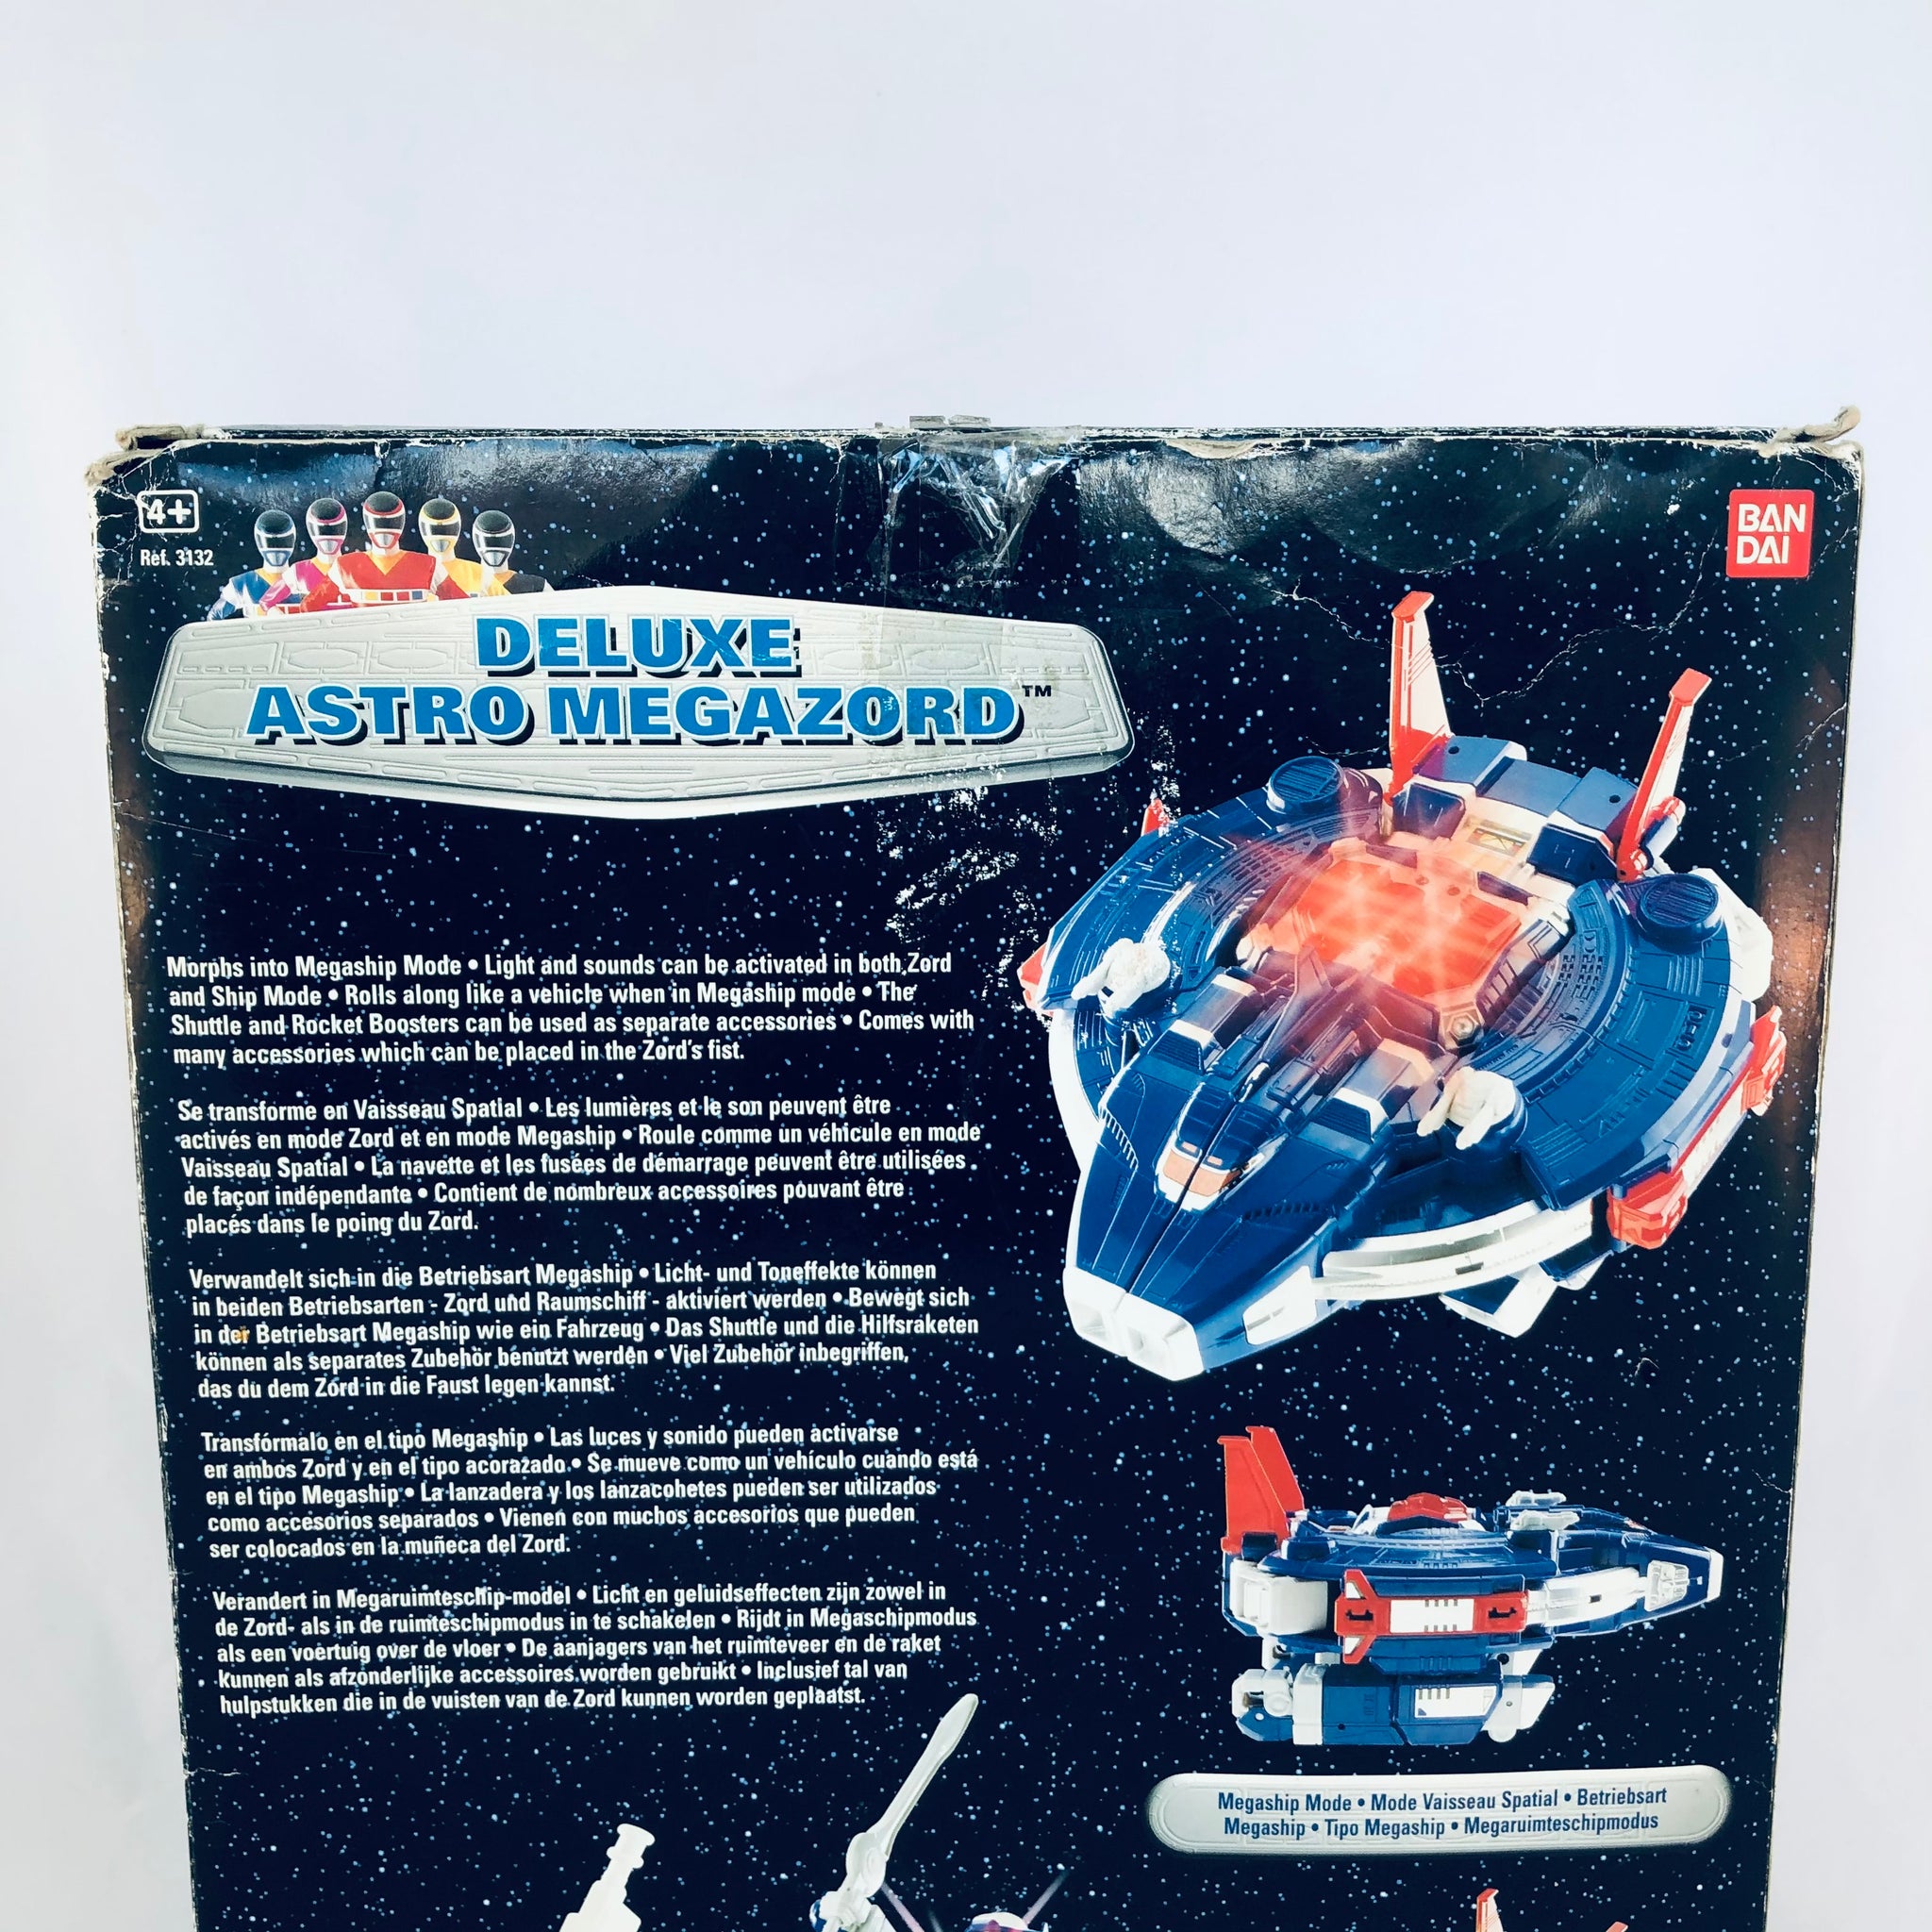 4+
Ref. 3132
BAN
DAI
DELUXE
ASTRO MEGAZORD™
Morphs into Megaship Mode • Light and sounds can be activated in both Zord
and Ship Mode • Rolls along like a vehicle when in Megaship mode • The
Shuttle and Rocket Boosters can be used as separate accessories • Comes with
many accessories which can be placed in the Zord's fist.
Se transforme en Vaisseau Spatial • Les lumières et le son peuvent être
activés en mode Zord et en mode Megaship • Roule comme un véhicule en mode
Vaisseau Spatial • La navette et les fusées de démarrage peuvent être utilisées
de façon indépendante • Contient de nombreux accessoires pouvant être
placés dans le poing du Zord.
Verwandelt sich in die Betriebsart Megaship • Licht- und Toneffekte können
in beiden Betriebsarten - Zord und Raumschiff - aktiviert werden • Bewegt sich
in der Betriebsart Megaship wie ein Fahrzeug • Das Shuttle und die Hilfsraketen
können als separates Zubehör benutzt werden • Viel Zubehör inbegriffen,
das du dem Zord in die Faust legen kannst.
Transfórmalo en el tipo Megaship • Las luces y sonido pueden activarse
en ambos Zord y en el tipo acorazado • Se mueve como un vehículo cuando está
en el tipo Megaship • La lanzadera y los lanzacohetes pueden ser utilizados
como accesorios separados • Vienen con muchos accesorios que pueden
ser colocados en la muñeca del Zord.
Verandert in Megaruimteschip-model • Licht en geluidseffecten zijn zowel in
de Zord- als in de ruimteschipmodus in te schakelen • Rijdt in Megaschipmodus
als een voertuig over de vloer • De aanjagers van het ruimteveer en de raket
kunnen als afzonderlijke accessoires worden gebruikt • Inclusief tal van
hulpstukken die in de vuisten van de Zord kunnen worden geplaatst.
Megaship Mode • Mode Vaisseau Spatial • Betriebsart
Megaship • Tipo Megaship • Megaruimteschipmodus